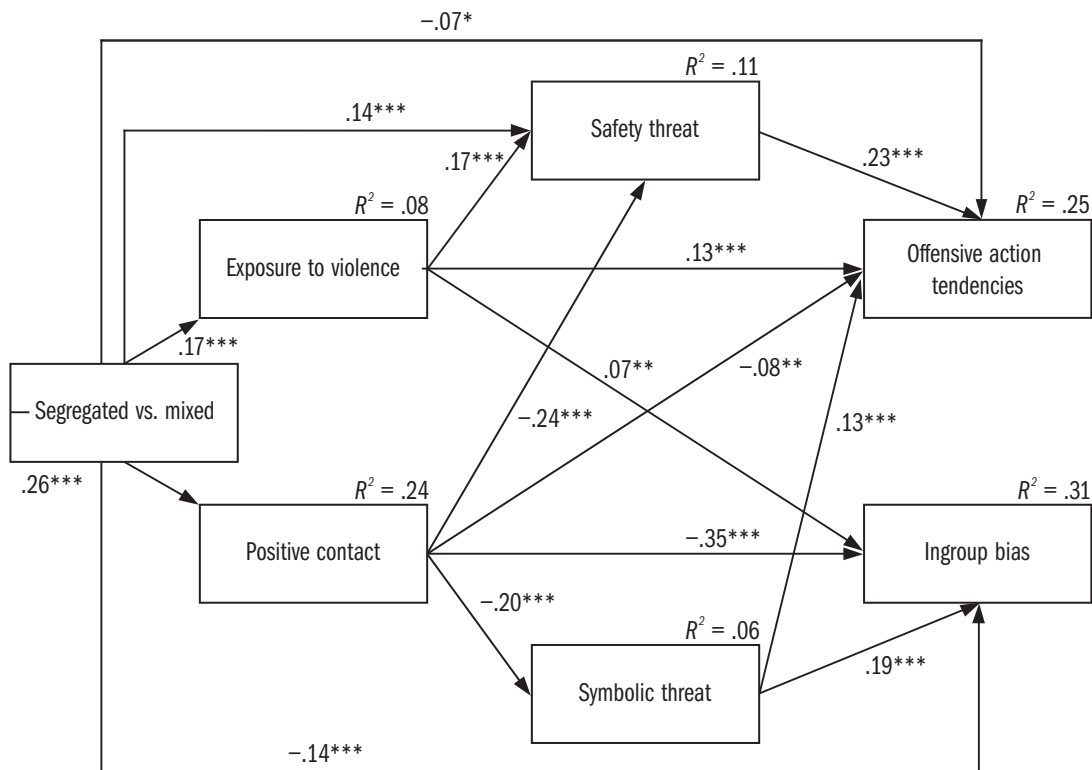 −.07*
R² = .11
.14***
Safety threat
.17***
.23***
R² = .08
R² = .25
Exposure to violence
.13***
Offensive action
tendencies
.17***
.07**
−.08**
Segregated vs. mixed
−.24***
.13***
.26***
R² = .24
R² = .31
Positive contact
−.35***
Ingroup bias
−.20***
R² = .06
.19***
Symbolic threat
−.14***